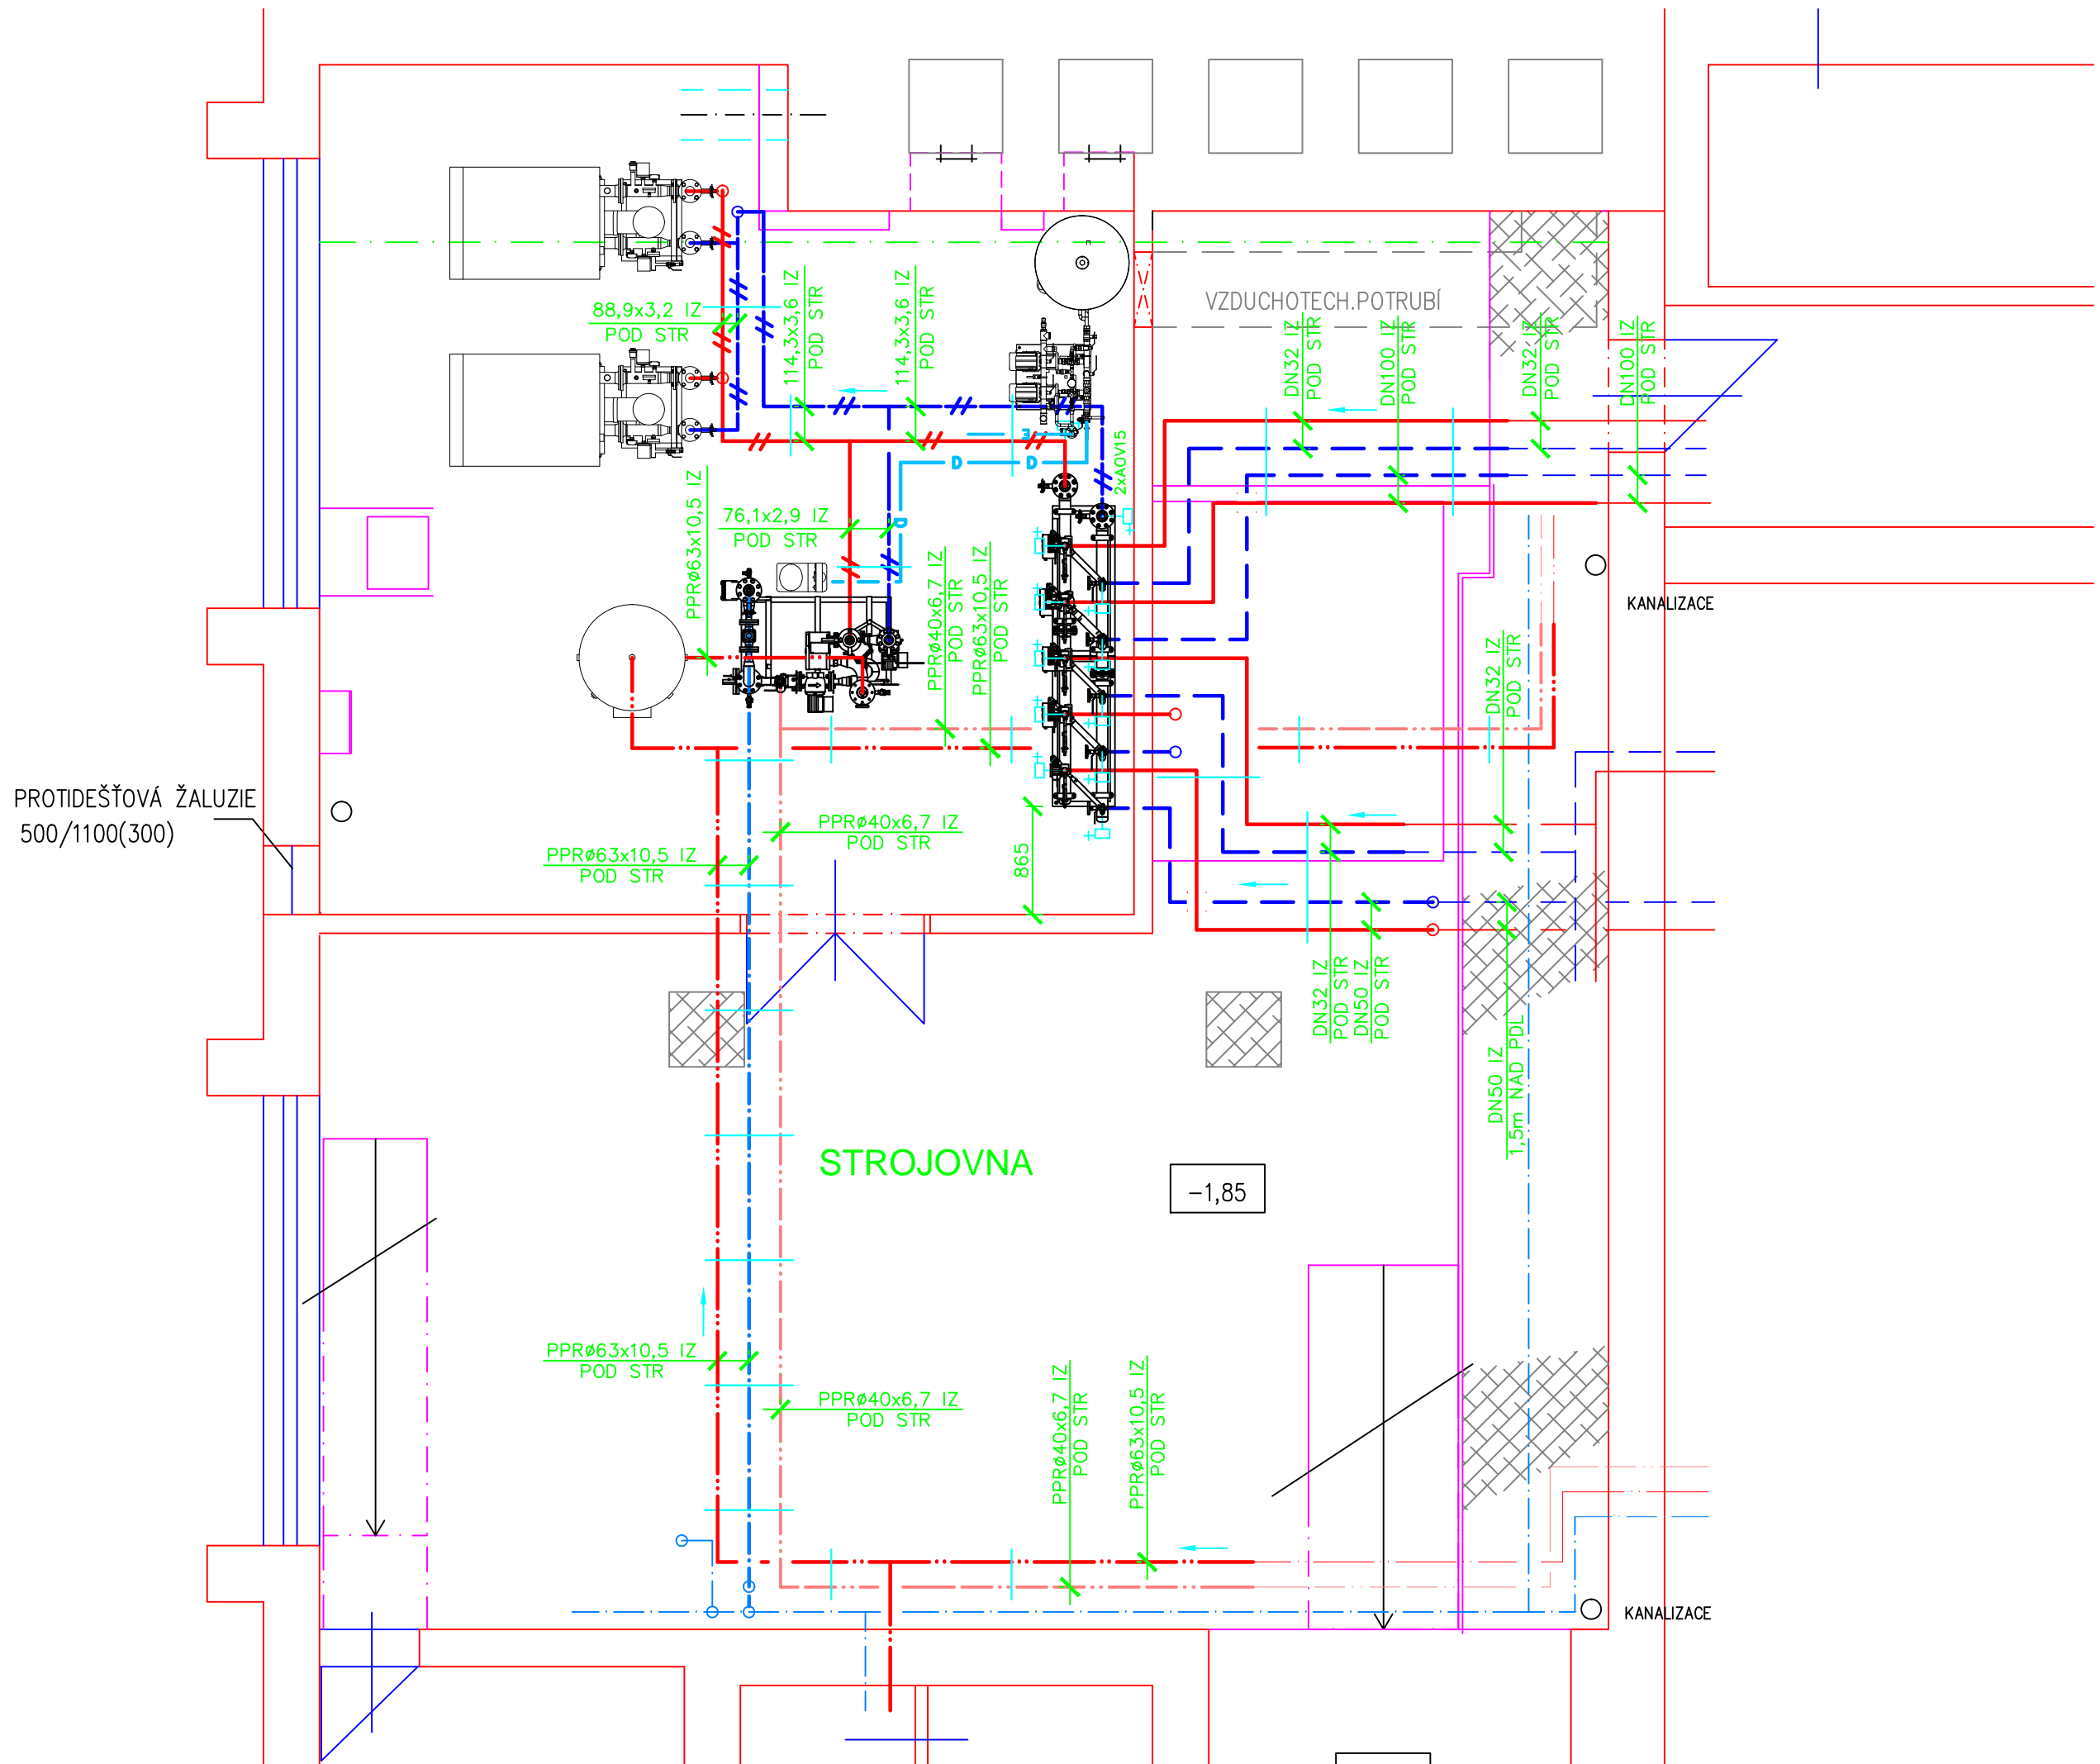 88,9x3,2 IZ
POD STR
114,3x3,6 IZ
POD STR
114,3x3,6 IZ
POD STR
VZDUCHOTECH.POTRUBÍ
DN32 IZ
POD STR
DN100 IZ
POD STR
DN32 IZ
POD STR
DN100 IZ
POD STR
E
D
D
D
2xAOV15
PPRø63x10,5 IZ
76,1x2,9 IZ
POD STR
PPRø40x6,7 IZ
POD STR
PPRø63x10,5 IZ
POD STR
KANALIZACE
DN32 IZ
POD STR
PROTIDEŠŤOVÁ ŽALUZIE
500/1100(300)
PPRø40x6,7 IZ
POD STR
PPRø63x10,5 IZ
POD STR
865
DN32 IZ
POD STR
DN50 IZ
POD STR
DN50 IZ
1,5m NAD PDL
STROJOVNA
-1,85
PPRø63x10,5 IZ
POD STR
PPRø40x6,7 IZ
POD STR
PPRø40x6,7 IZ
POD STR
PPRø63x10,5 IZ
POD STR
KANALIZACE